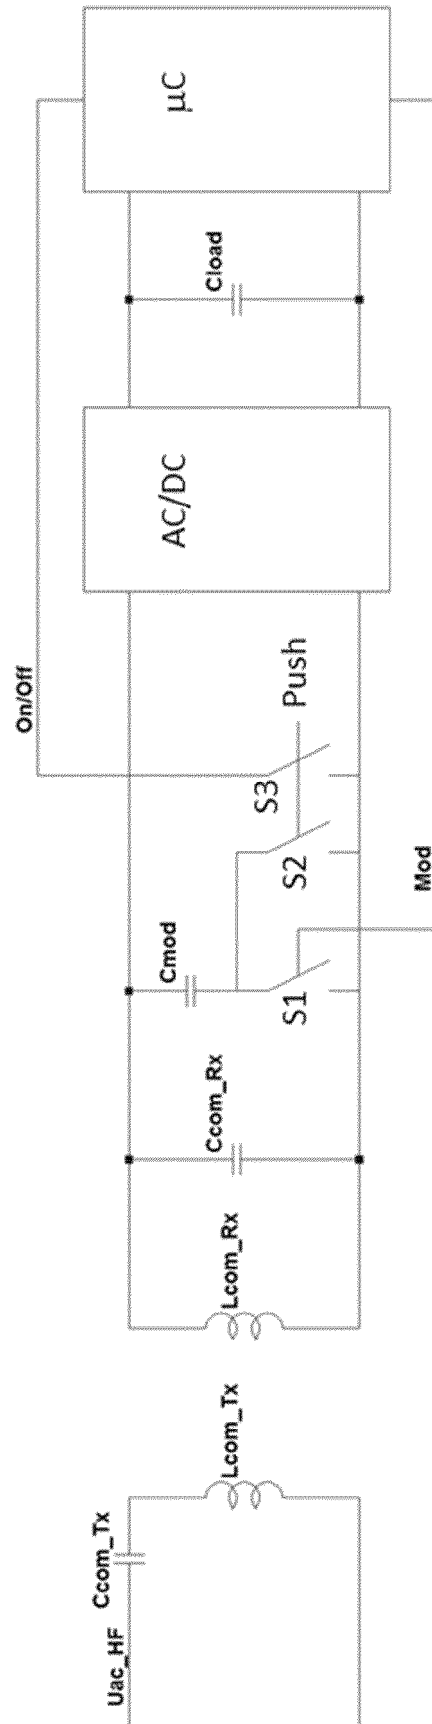 µC
Cload
AC/DC
On/Off
Push
S3
S2
Mod
Cmod
S1
Ccom_Rx
Lcom_Rx
Lcom_Tx
Ccom_Tx
Uac_HF